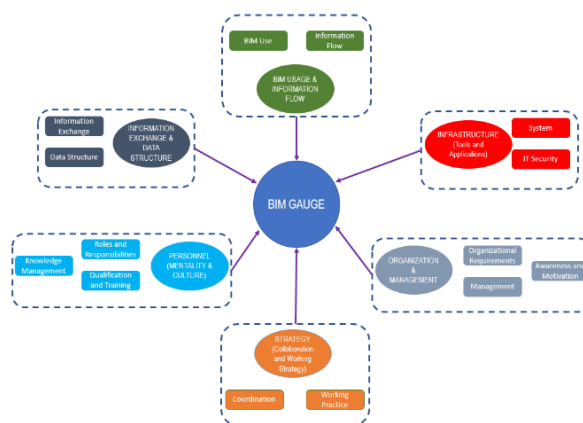 BIM Use
Information
Flow
BIM USAGE &
INFORMATION
FLOW
Information
Exchange
Data Structure
INFORMATION
EXCHANGE &
DATA
STRUCTURE
INFRASTRUCTURE
(Tools and
Applications)
System
IT Security
BIM GAUGE
Knowledge
Management
Roles and
Responsibilities
Qualification
and Training
PERSONNEL
(MENTALITY &
CULTURE)
ORGANIZATION
&
MANAGEMENT
Organizational
Requirements
Management
Awareness and
Motivation
STRATEGY
(Collaboration
and Working
Strategy)
Coordination
Working
Practice